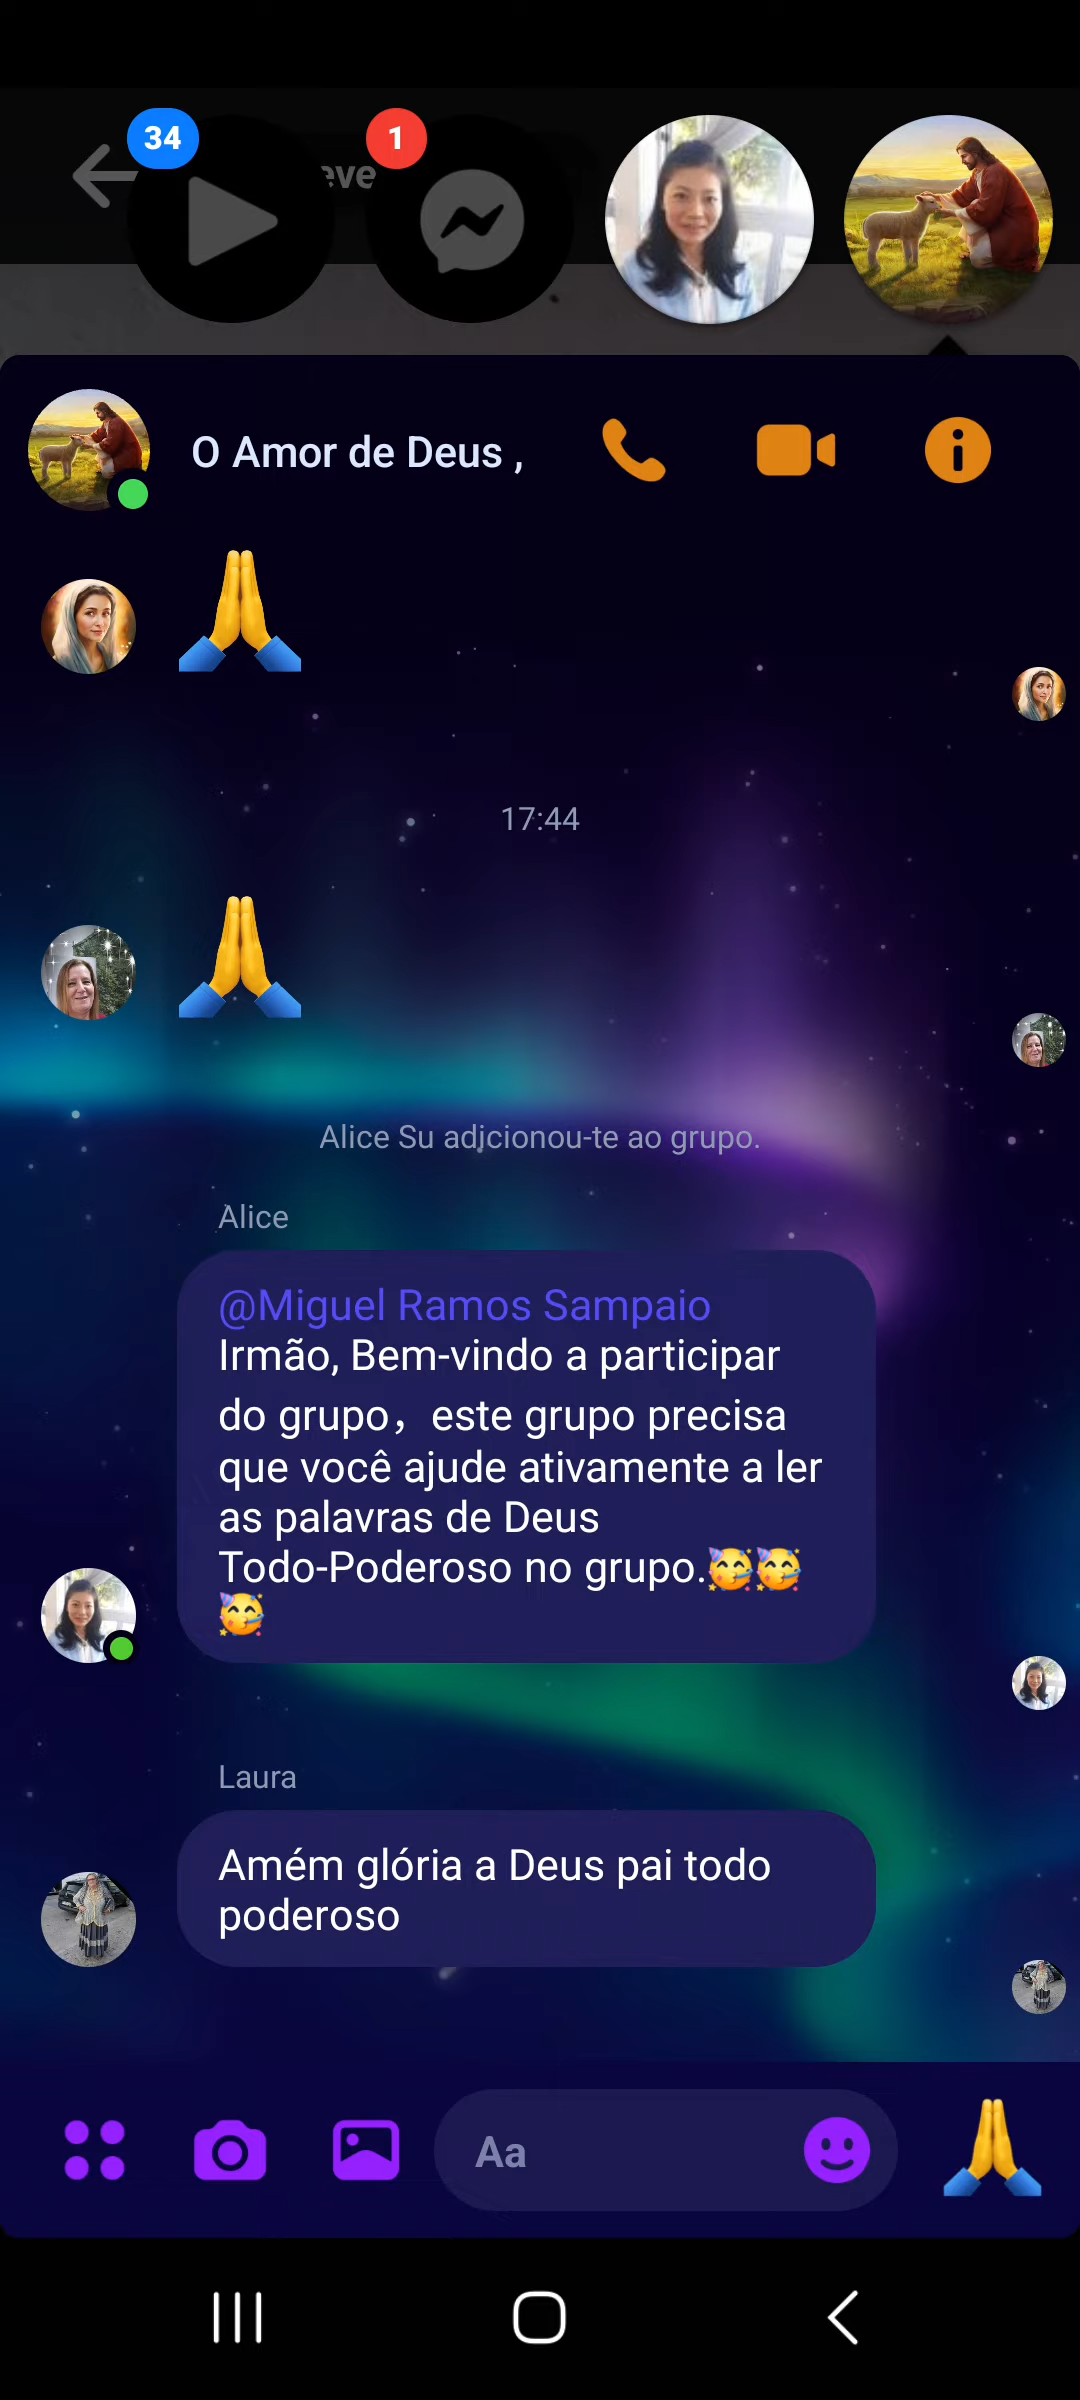 34
1
eve
O Amor de Deus ,
17:44
Alice Su adicionou-te ao grupo.
Alice
@Miguel Ramos Sampaio
Irmão, Bem-vindo a participar
do grupo，este grupo precisa
que você ajude ativamente a ler
as palavras de Deus
Todo-Poderoso no grupo.🥳🥳
🥳
Laura
Amém glória a Deus pai todo
poderoso
Aa